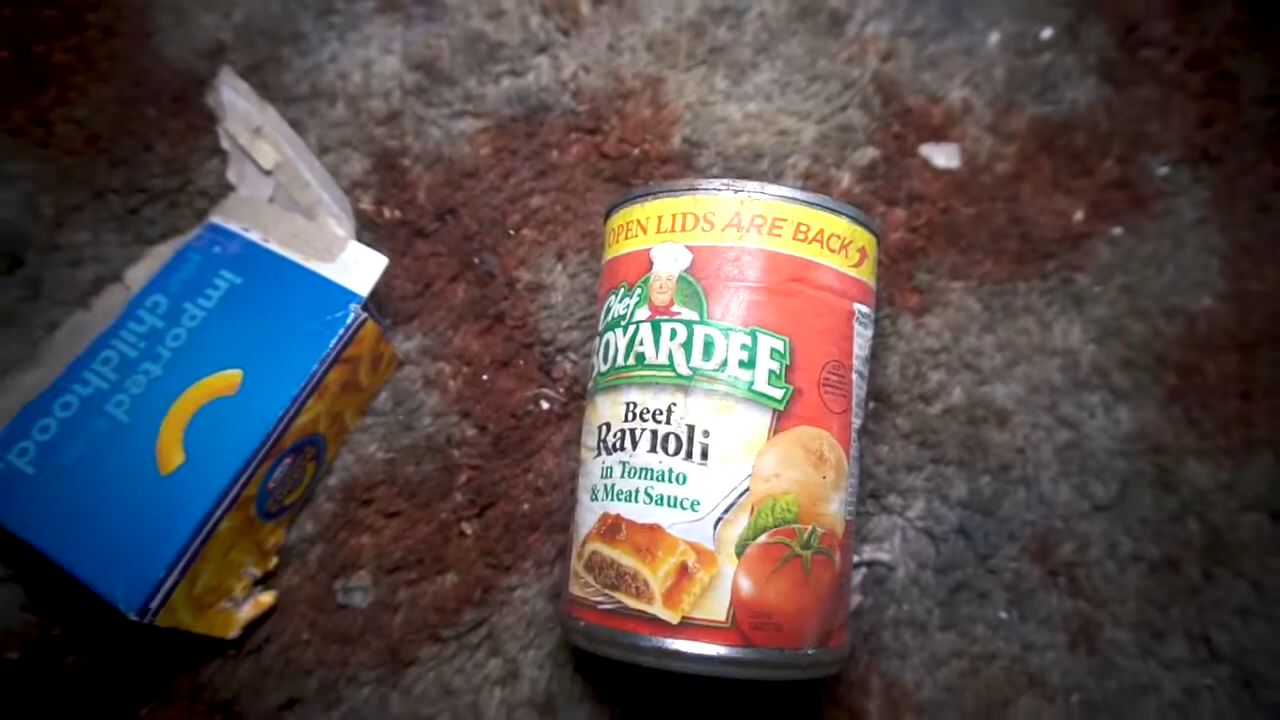 imported
childhood.
OPEN LIDS ARE BACK
Chef
BOYARDEE
Beef
Ravioli
in Tomato
& Meat Sauce